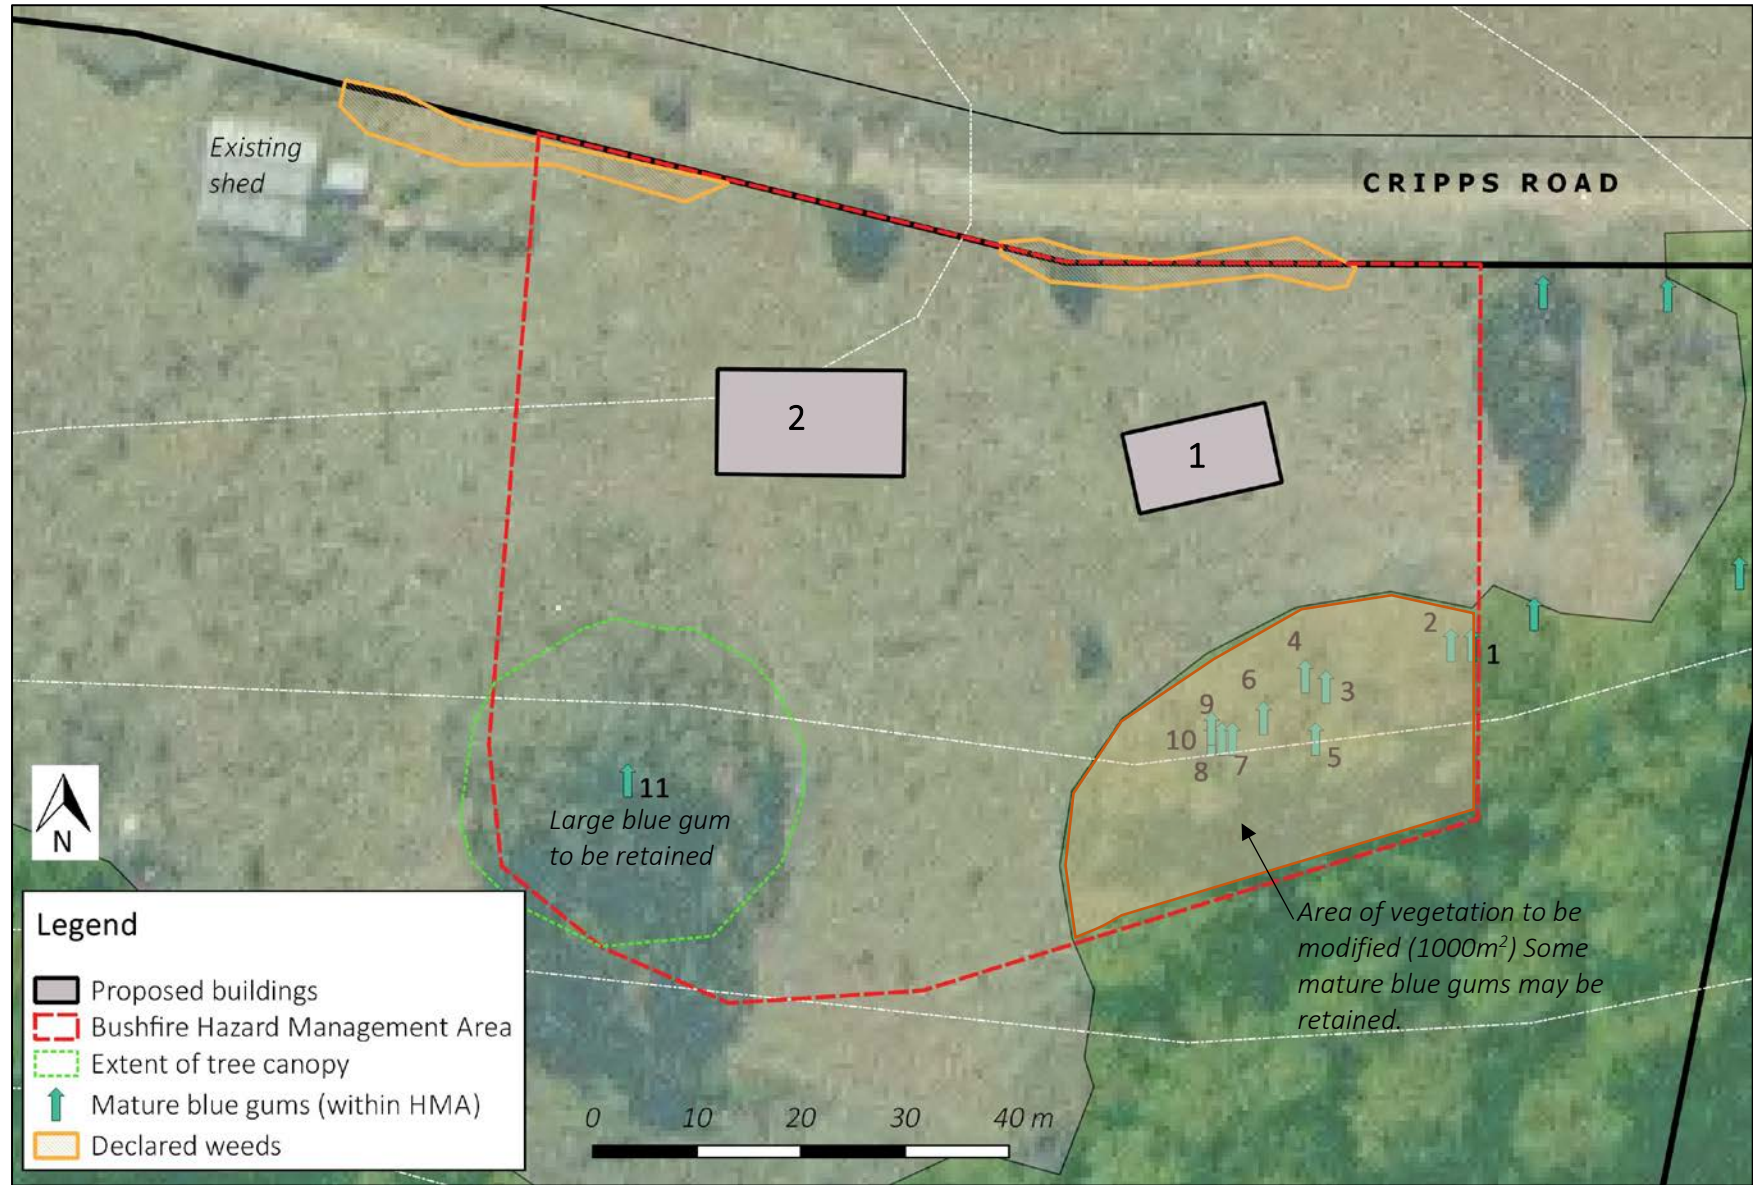 Existing
shed
CRIPPS ROAD
2
1
4
2
1
6
3
9
10
5
8
7
11
Large blue gum
to be retained
N
Area of vegetation to be
modified (1000m²) Some
mature blue gums may be
retained.
Legend
Proposed buildings
Bushfire Hazard Management Area
Extent of tree canopy
Mature blue gums (within HMA)
Declared weeds
0 10 20 30 40 m